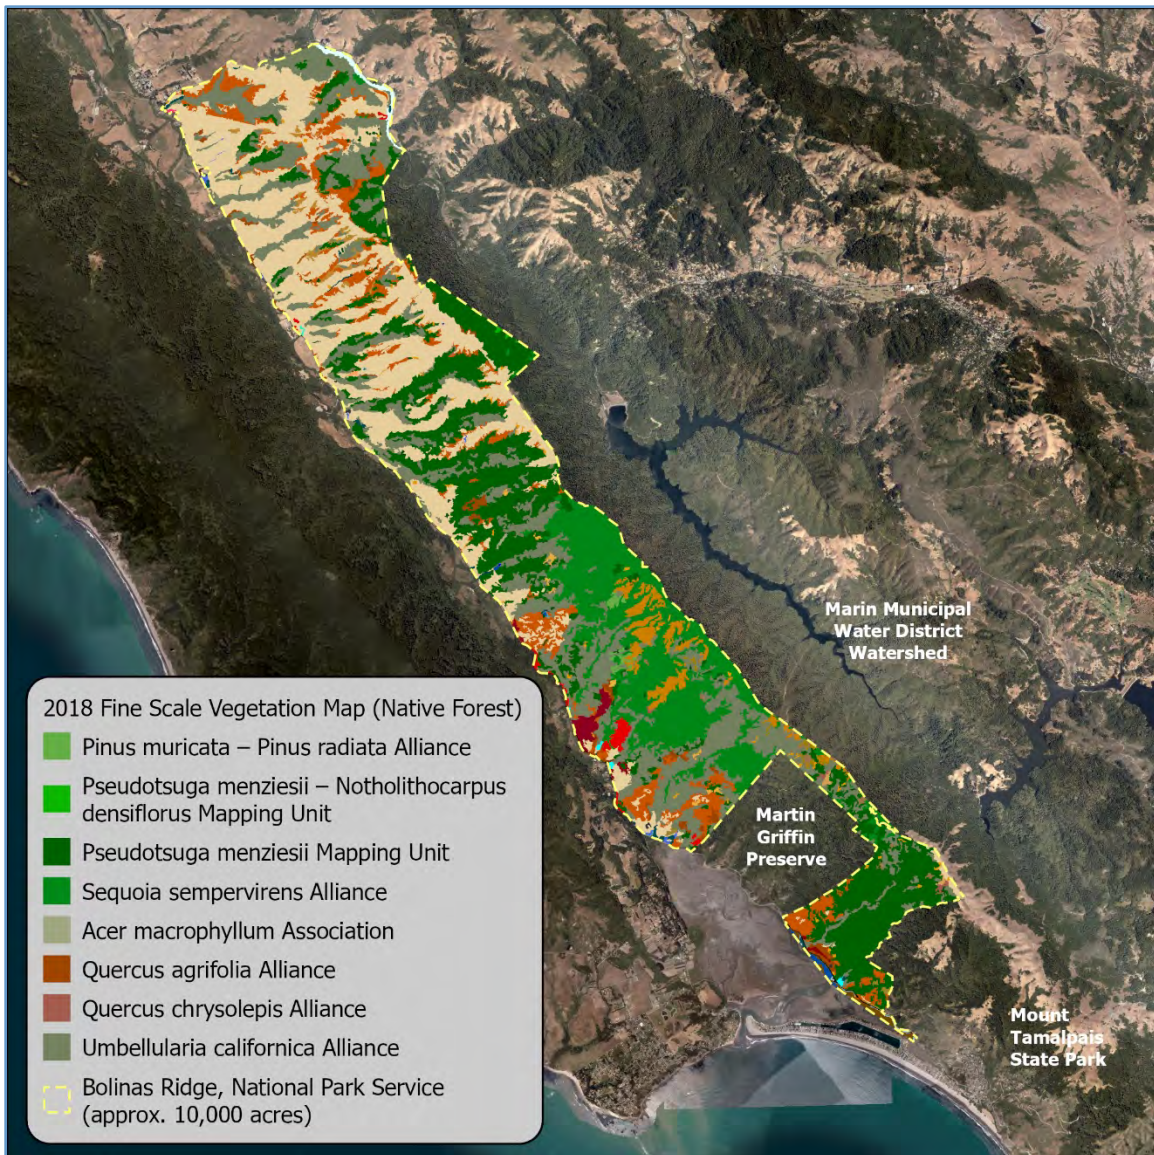 Marin Municipal
Water District
Watershed
2018 Fine Scale Vegetation Map (Native Forest)
Pinus muricata – Pinus radiata Alliance
Pseudotsuga menziesii – Notholithocarpus
densiflorus Mapping Unit
Pseudotsuga menziesii Mapping Unit
Sequoia sempervirens Alliance
Acer macrophyllum Association
Quercus agrifolia Alliance
Quercus chrysolepis Alliance
Umbellularia californica Alliance
Bolinas Ridge, National Park Service
(approx. 10,000 acres)
Martin
Griffin
Preserve
Mount
Tamalpais
State Park